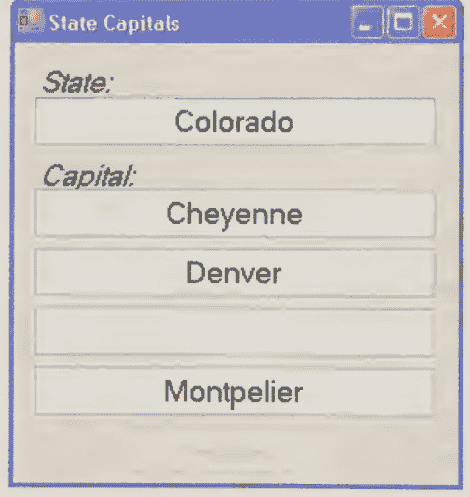 State Capitals
State:
Colorado
Capital:
Cheyenne
Denver
Montpelier